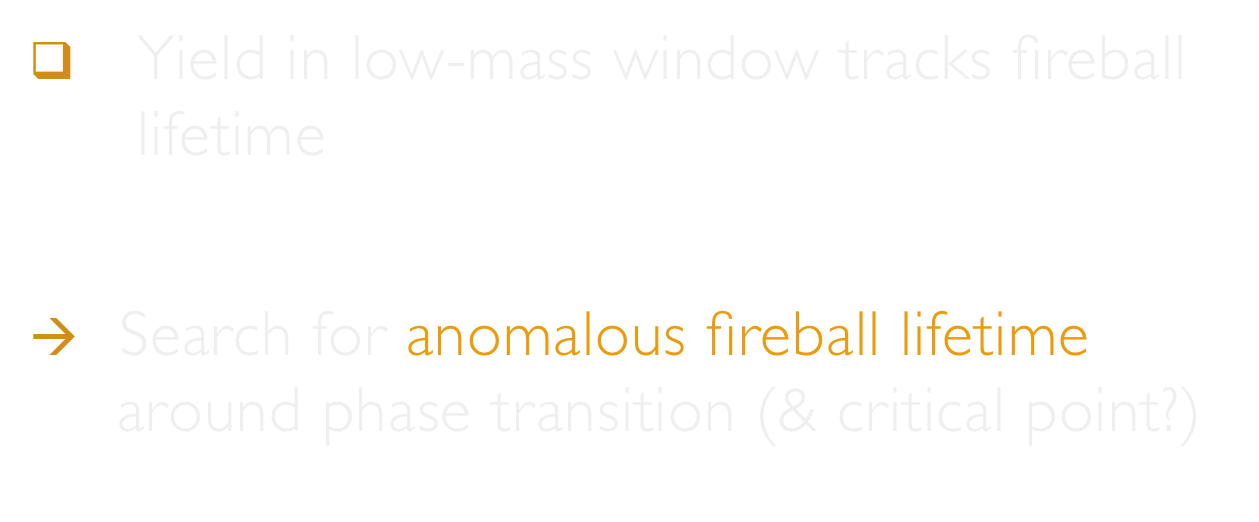 ❑ Yield in low-mass window tracks fireball
lifetime
→ Search for anomalous fireball lifetime
around phase transition (& critical point?)